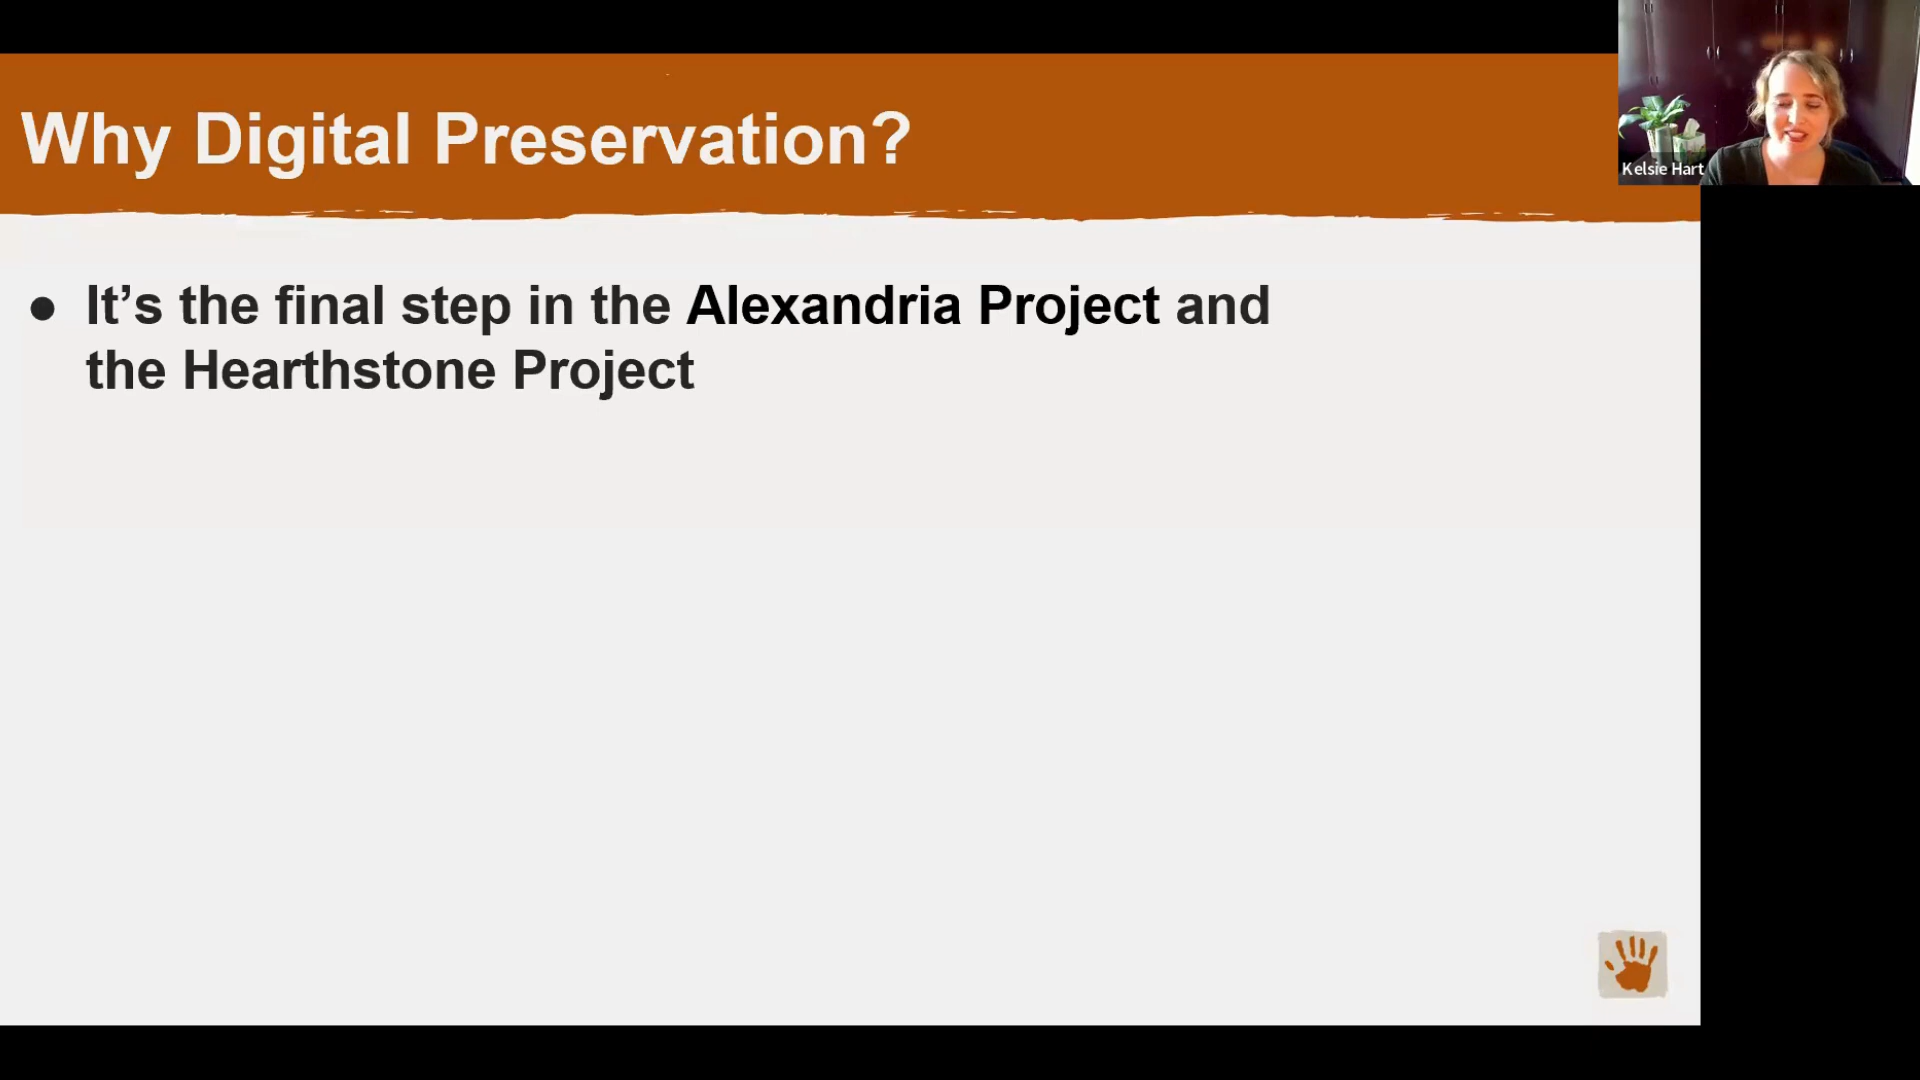 Why Digital Preservation?
Kelsie Hart
● It’s the final step in the Alexandria Project and
the Hearthstone Project